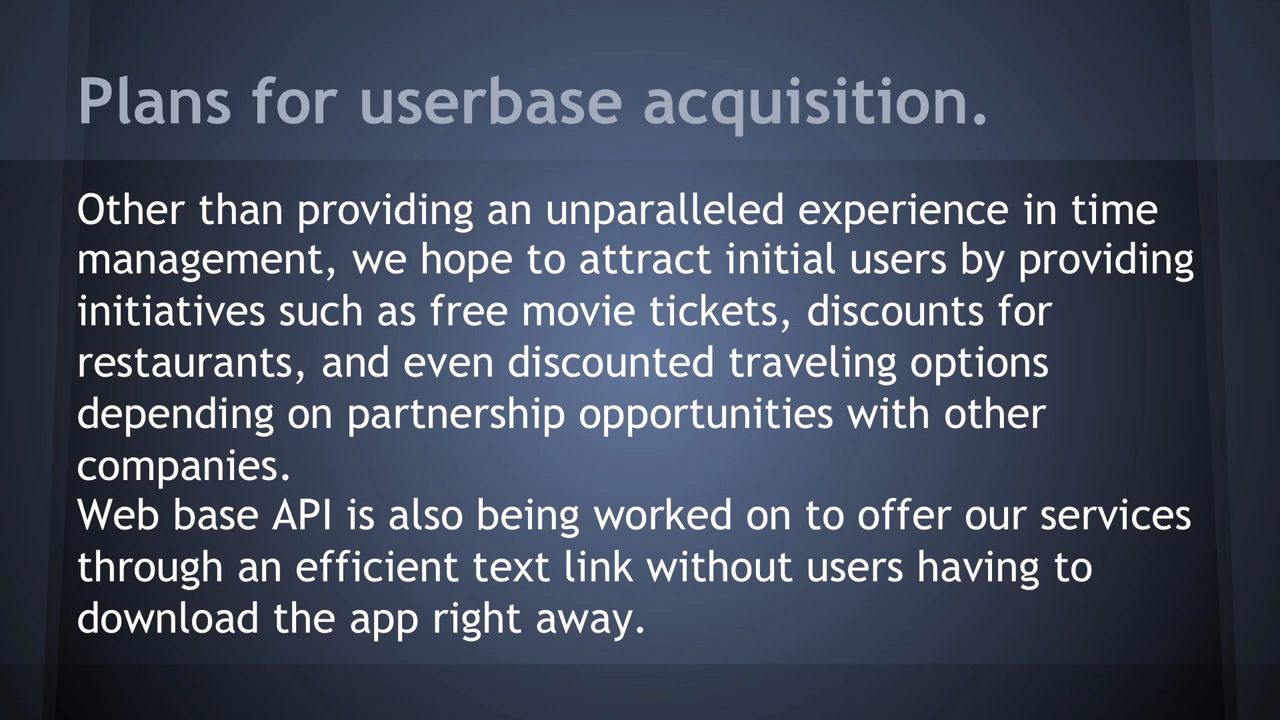 Plans for userbase acquisition.
Other than providing an unparalleled experience in time
management, we hope to attract initial users by providing
initiatives such as free movie tickets, discounts for
restaurants, and even discounted traveling options
depending on partnership opportunities with other
companies.
Web base API is also being worked on to offer our services
through an efficient text link without users having to
download the app right away.